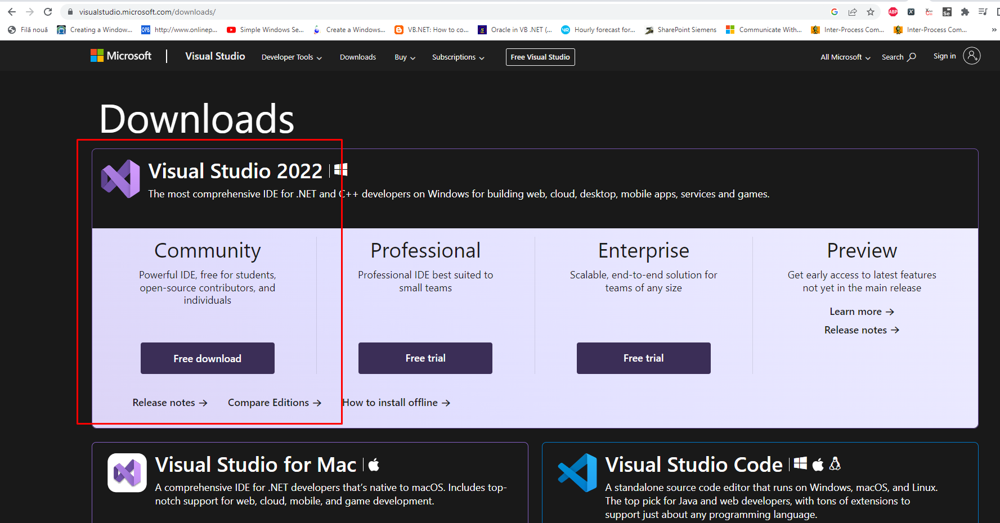 visualstudio.microsoft.com/downloads/
Filă nouă Creating a Window... http://www.onlinep... Simple Windows Se... Create a Windows... VB.NET: How to co... Oracle in VB .NET (... Hourly forecast for... SharePoint Siemens Communicate With... Inter-Process Com... Inter-Process Com... »
Microsoft Visual Studio Developer Tools Downloads Buy Subscriptions Free Visual Studio All Microsoft Search Sign in
Downloads
Visual Studio 2022
The most comprehensive IDE for .NET and C++ developers on Windows for building web, cloud, desktop, mobile apps, services and games.
Community
Powerful IDE, free for students,
open-source contributors, and
individuals
Free download
Professional
Professional IDE best suited to
small teams
Free trial
Enterprise
Scalable, end-to-end solution for
teams of any size
Free trial
Preview
Get early access to latest features
not yet in the main release
Learn more →
Release notes →
Release notes → Compare Editions → How to install offline →
Visual Studio for Mac
A comprehensive IDE for .NET developers that's native to macOS. Includes top-
notch support for web, cloud, mobile, and game development.
Visual Studio Code
A standalone source code editor that runs on Windows, macOS, and Linux.
The top pick for Java and web developers, with tons of extensions to
support just about any programming language.